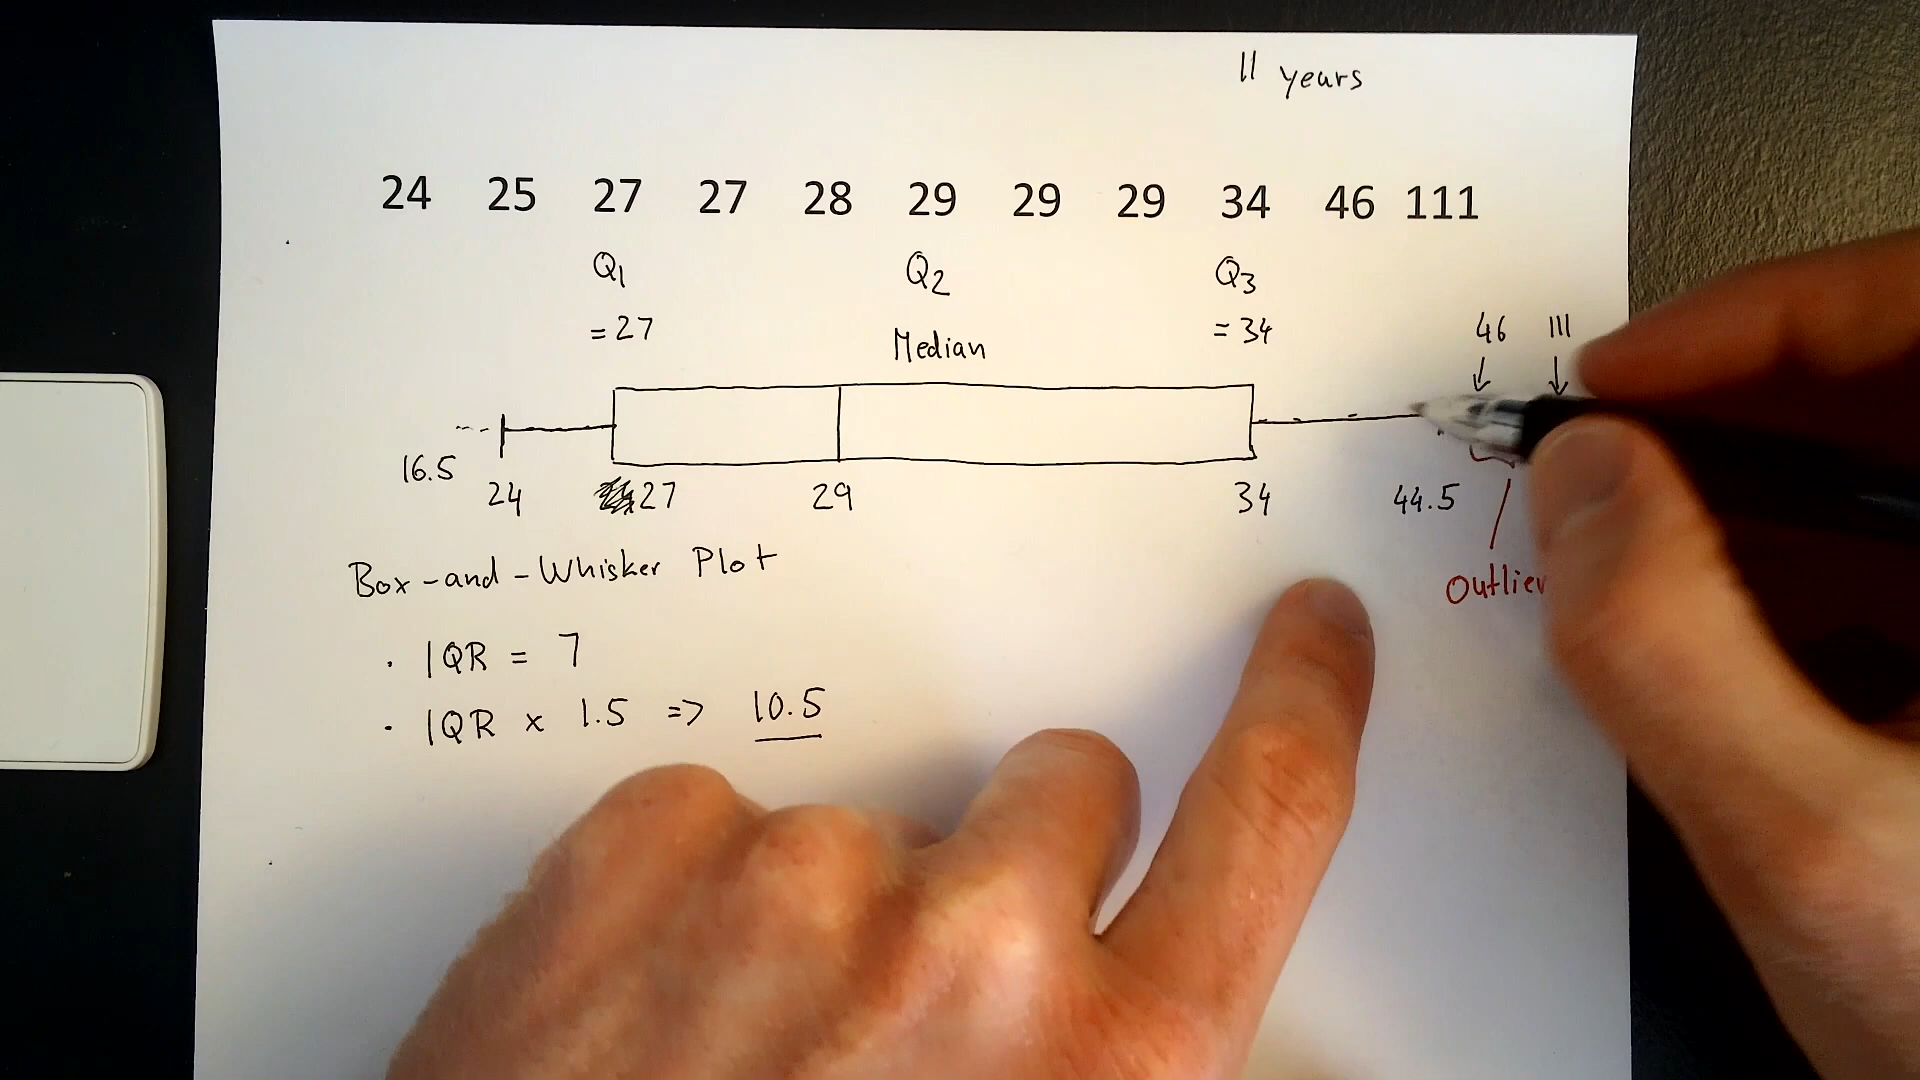 11 years
24 25 27 27 28 29 29 29 34 46 111
Q1 Q2 Q3
= 27 Median = 34 46 111
16.5 24 27 29 34 44.5
Box-and-Whisker Plot
Outlier
· IQR = 7
· IQR x 1.5 => 10.5